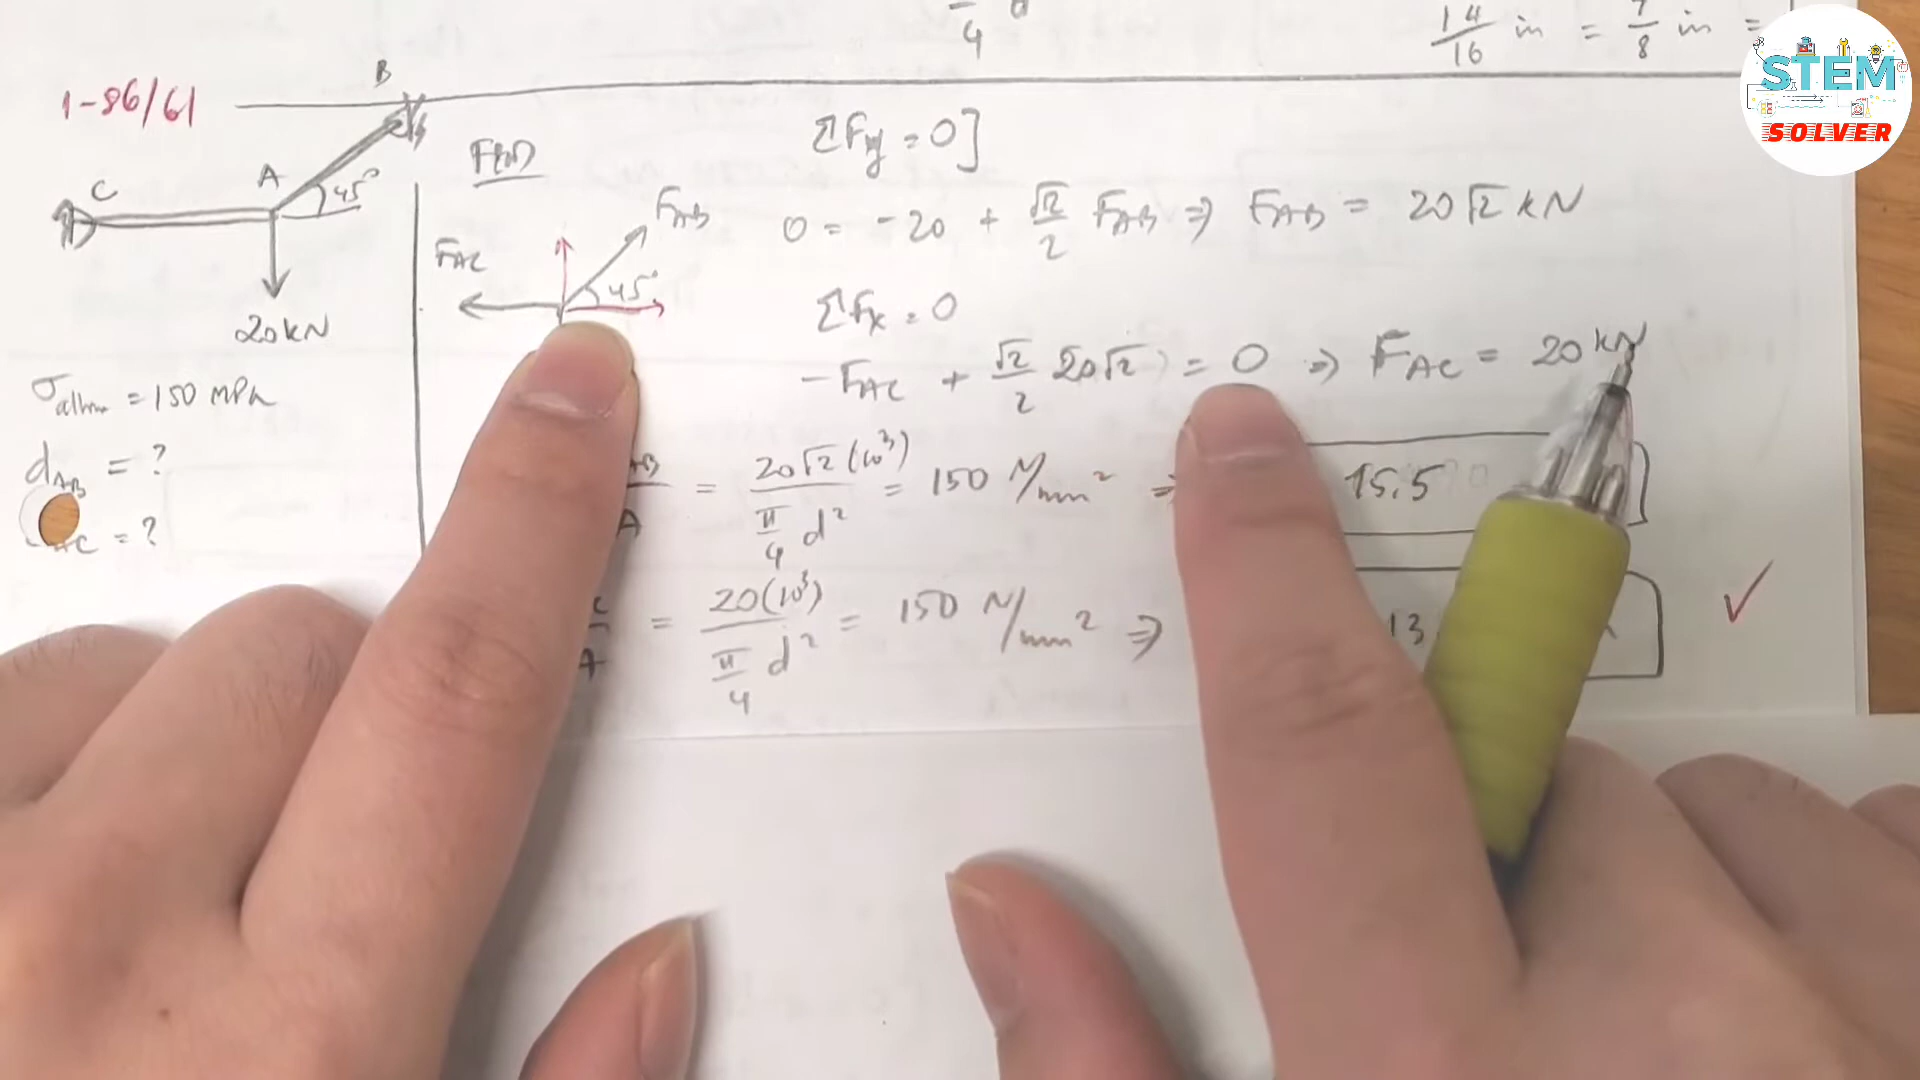 14/16 in = 7/8 in =
4
STEM
SOLVER
1-86/61
B
A
C
45°
20kN
σallow = 150 MPa
dAB = ?
C = ?
FBD
FAB
FAC
45°
ΣFy = 0]
0 = -20 + √2/2 FAB ⇒ FAB = 20√2 kN
ΣFx = 0
-FAC + √2/2 20√2 = 0 ⇒ FAC = 20 kN
AB/A = 20√2(10³)/(π/4 d²) = 150 N/mm² ⇒ 15.5
C/A = 20(10³)/(π/4 d²) = 150 N/mm² ⇒ 13.